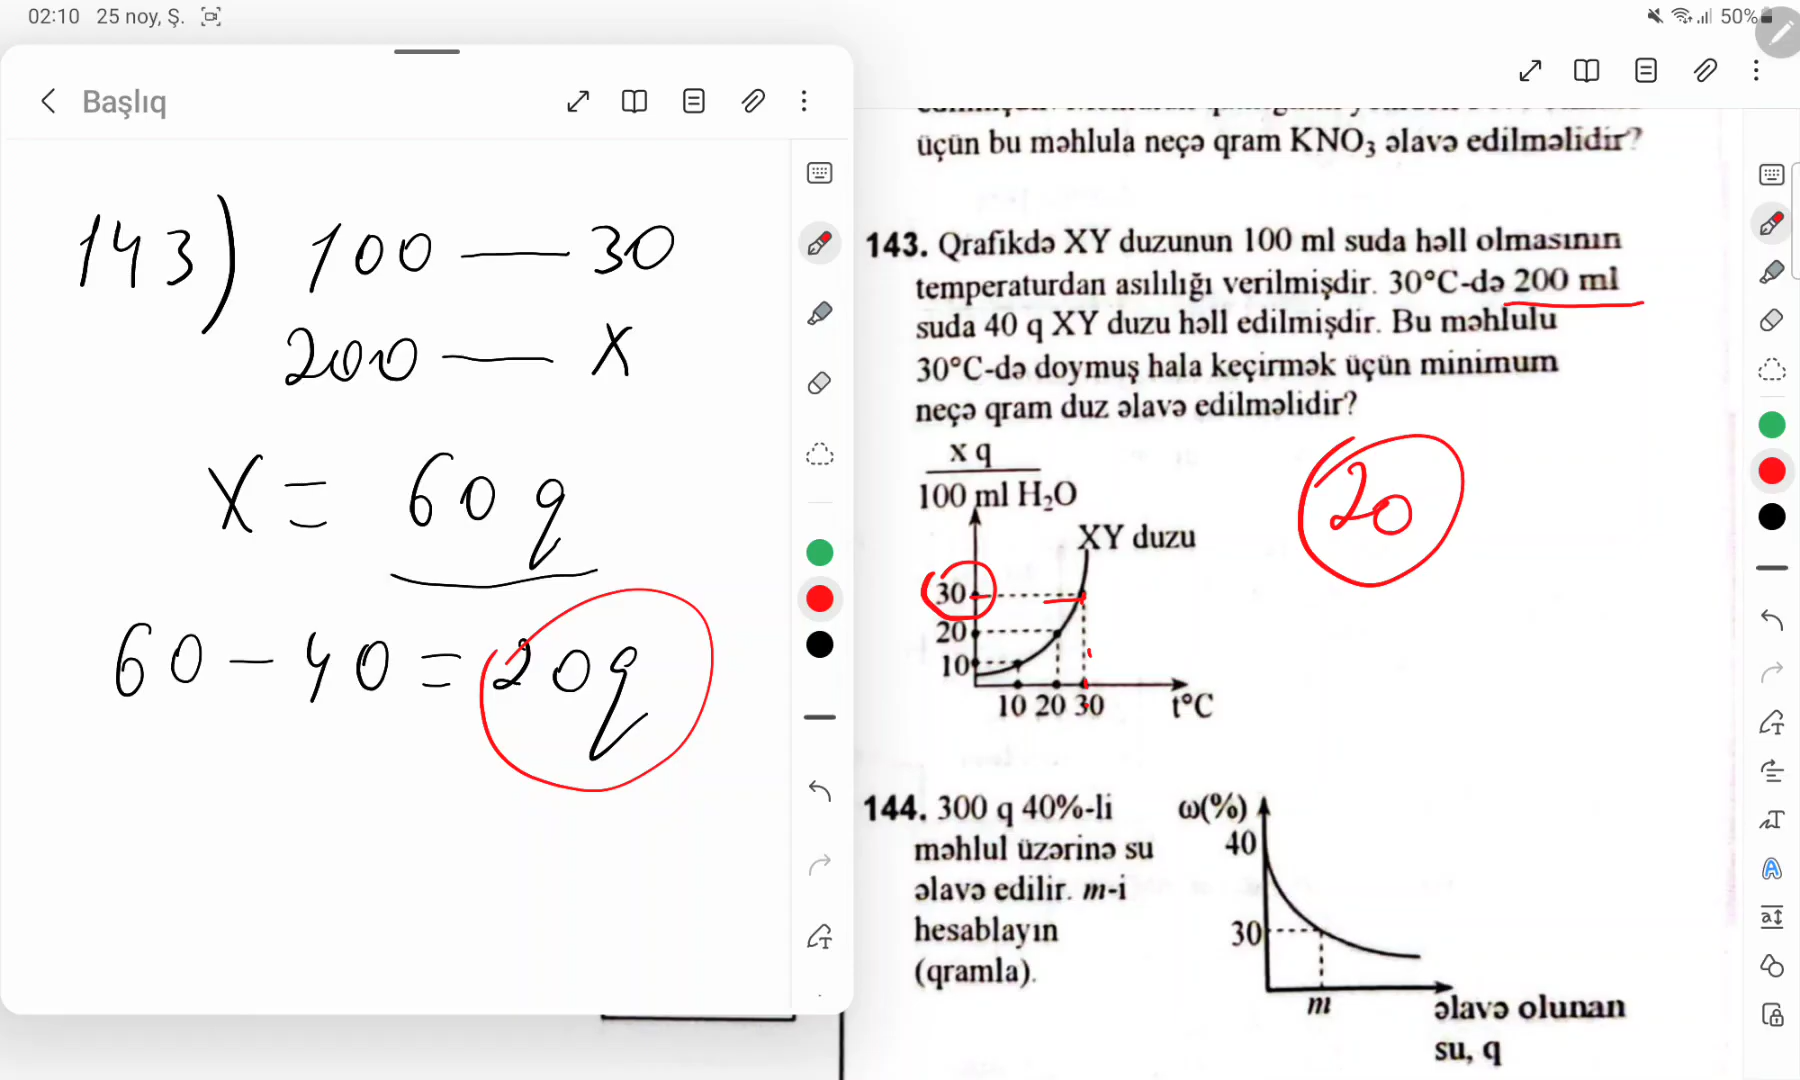 02:10 25 noy, Ş.
50%
Başlıq
143) 100 — 30
200 — X
X = 60 q
60 - 40 = 20q
üçün bu məhlula neçə qram KNO₃ əlavə edilməlidir?
143. Qrafikdə XY duzunun 100 ml suda həll olmasının
temperaturdan asılılığı verilmişdir. 30°C-də 200 ml
suda 40 q XY duzu həll edilmişdir. Bu məhlulu
30°C-də doymuş hala keçirmək üçün minimum
neçə qram duz əlavə edilməlidir?
x q
100 ml H₂O
20
XY duzu
30
20
10
10 20 30 t°C
144. 300 q 40%-li
məhlul üzərinə su
əlavə edilir. m-i
hesablayın
(qramla).
ω(%)
40
30
m
əlavə olunan
su, q